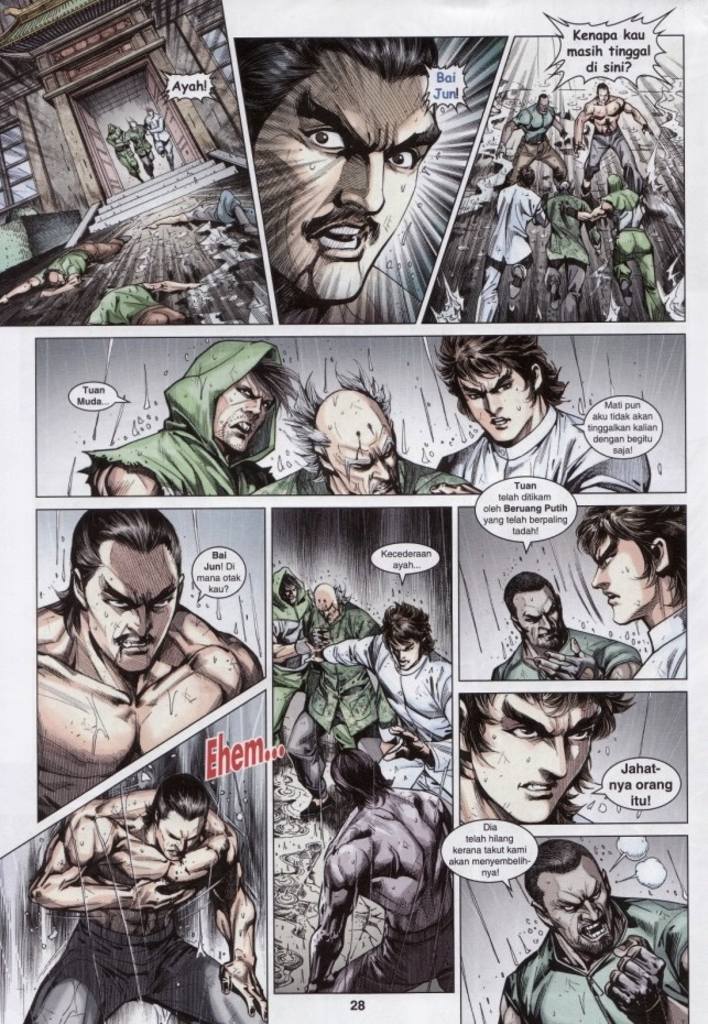 Ayah!
Bai
Jun!
Kenapa kau
masih tinggal
di sini?
Tuan
Muda...
Mati pun
aku tidak akan
tinggalkan kalian
dengan begitu
saja!
Bai
Jun! Di
mana otak
kau?
Kecederaan
ayah...
Tuan
telah ditikam
oleh Beruang Putih
yang telah berpaling
tadah!
Ehem...
Jahat-
nya orang
itu!
Dia
telah hilang
kerana takut kami
akan menyembelih-
nya!
28